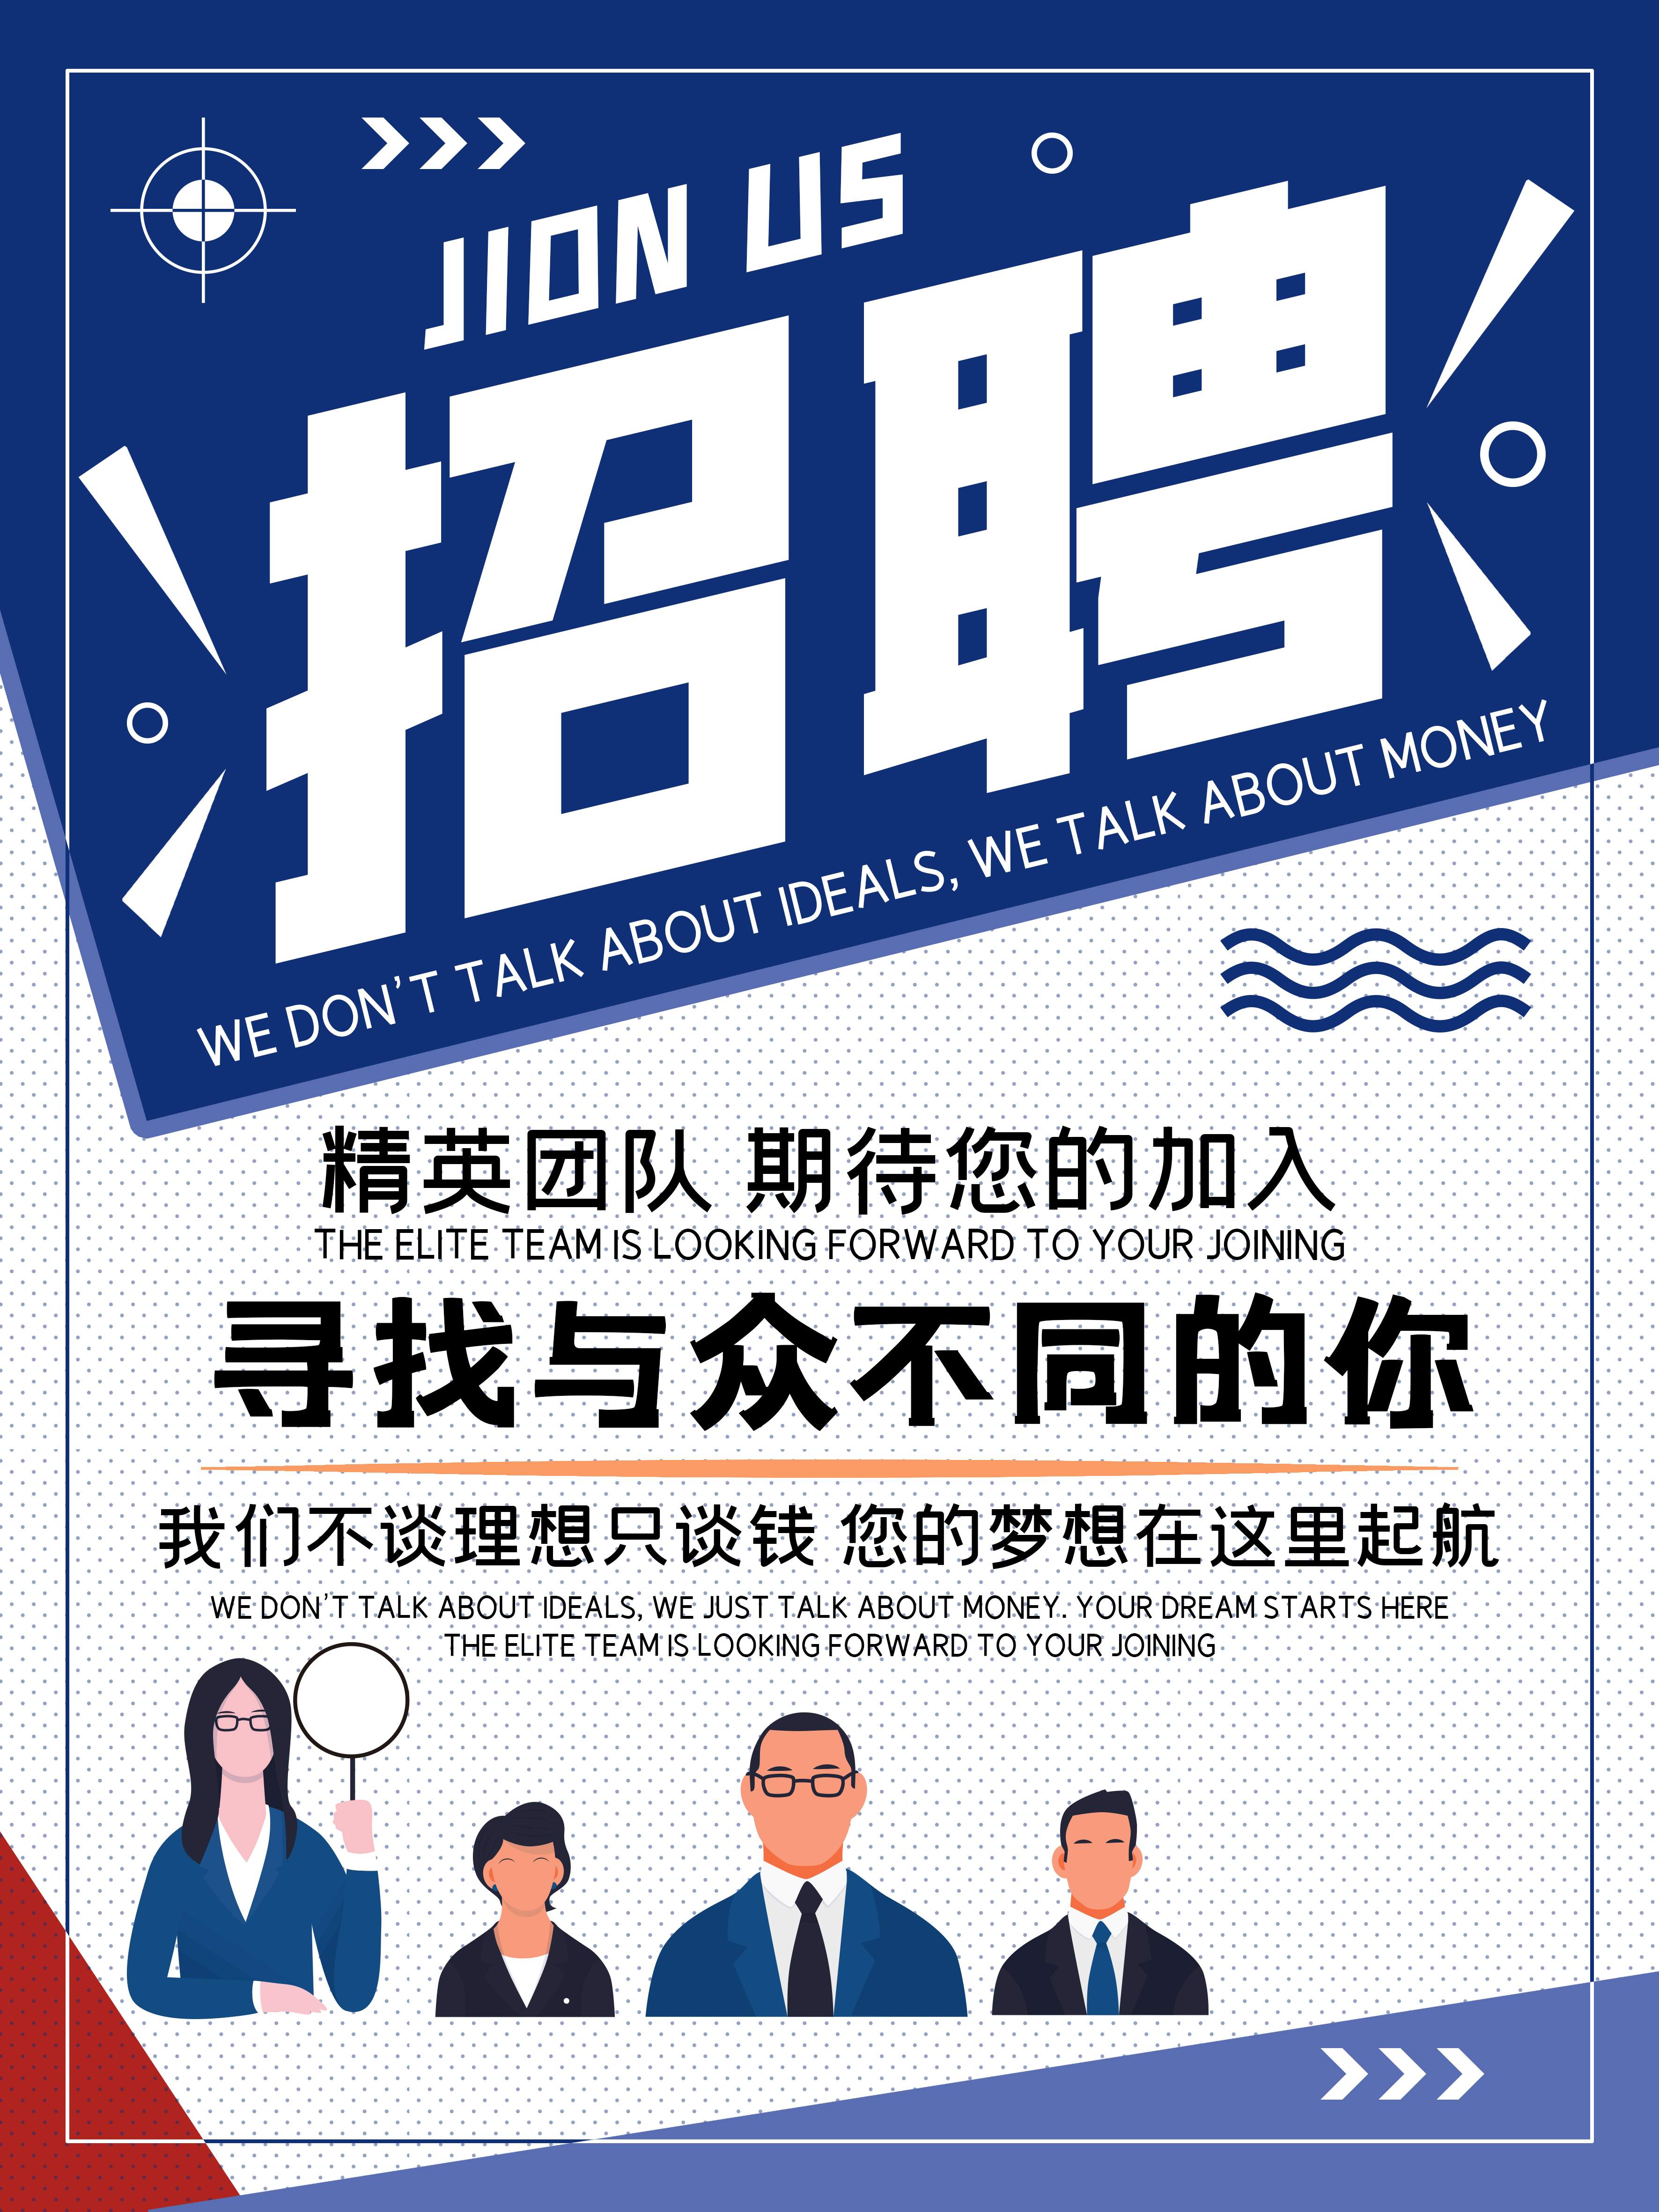 JION US
招聘
WE DON'T TALK ABOUT IDEALS, WE TALK ABOUT MONEY
精英团队 期待您的加入
THE ELITE TEAM IS LOOKING FORWARD TO YOUR JOINING
寻找与众不同的你
我们不谈理想只谈钱 您的梦想在这里起航
WE DON'T TALK ABOUT IDEALS, WE JUST TALK ABOUT MONEY. YOUR DREAM STARTS HERE
THE ELITE TEAM IS LOOKING FORWARD TO YOUR JOINING